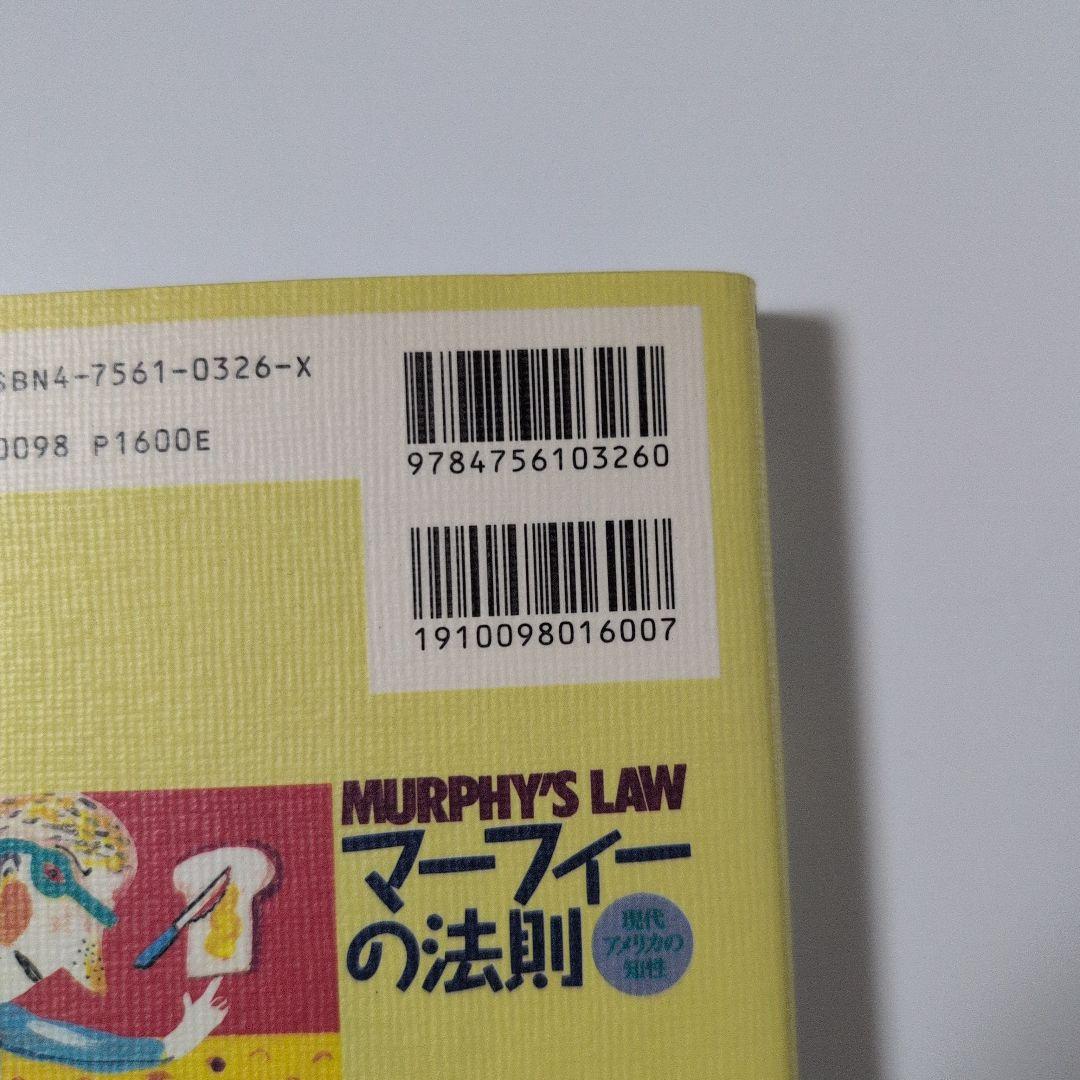 SBN4-7561-0326-X
0098 P1600E
9784756103260
1910098016007
MURPHY'S LAW
マーフィー
の法則
現代
アメリカの
知性